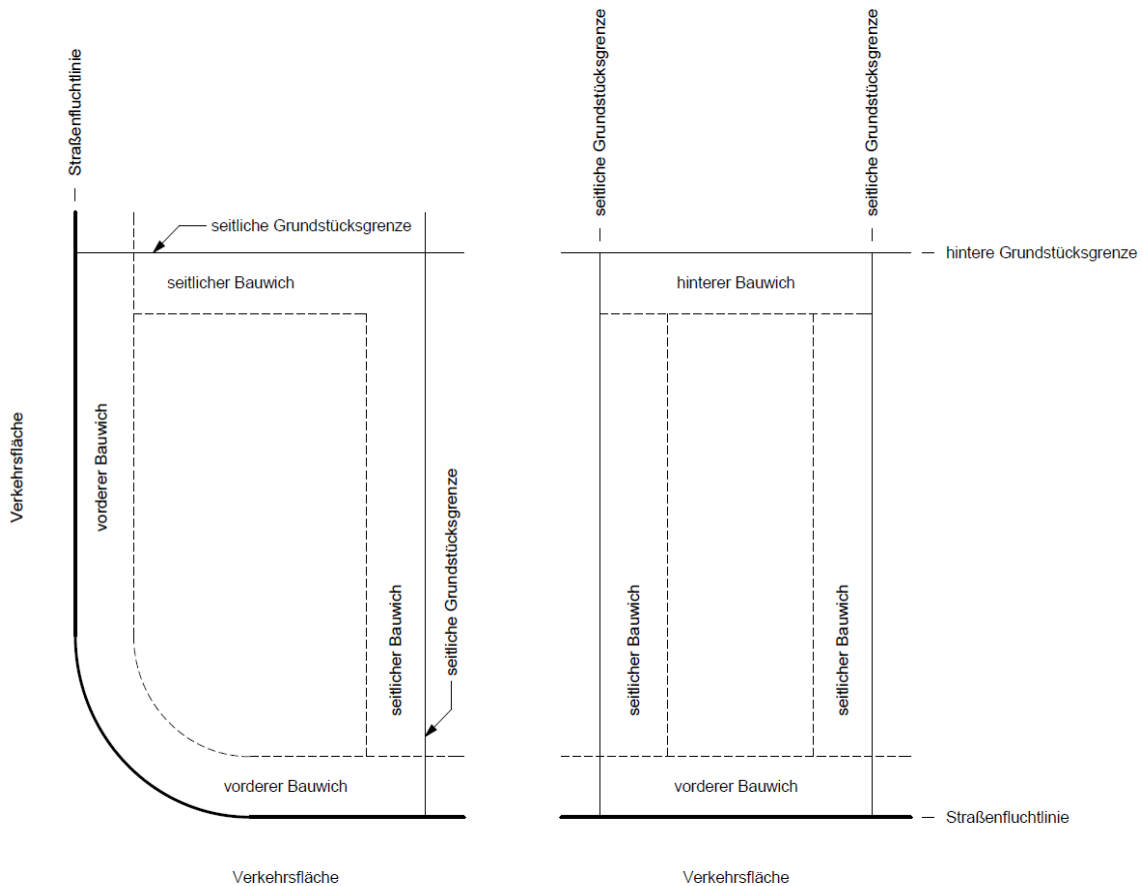 Straßenfluchtlinie
seitliche Grundstücksgrenze
seitlicher Bauwich
Verkehrsfläche
vorderer Bauwich
seitlicher Bauwich
seitliche Grundstücksgrenze
vorderer Bauwich
Verkehrsfläche
seitliche Grundstücksgrenze
seitliche Grundstücksgrenze
hintere Grundstücksgrenze
hinterer Bauwich
seitlicher Bauwich
seitlicher Bauwich
vorderer Bauwich
Straßenfluchtlinie
Verkehrsfläche